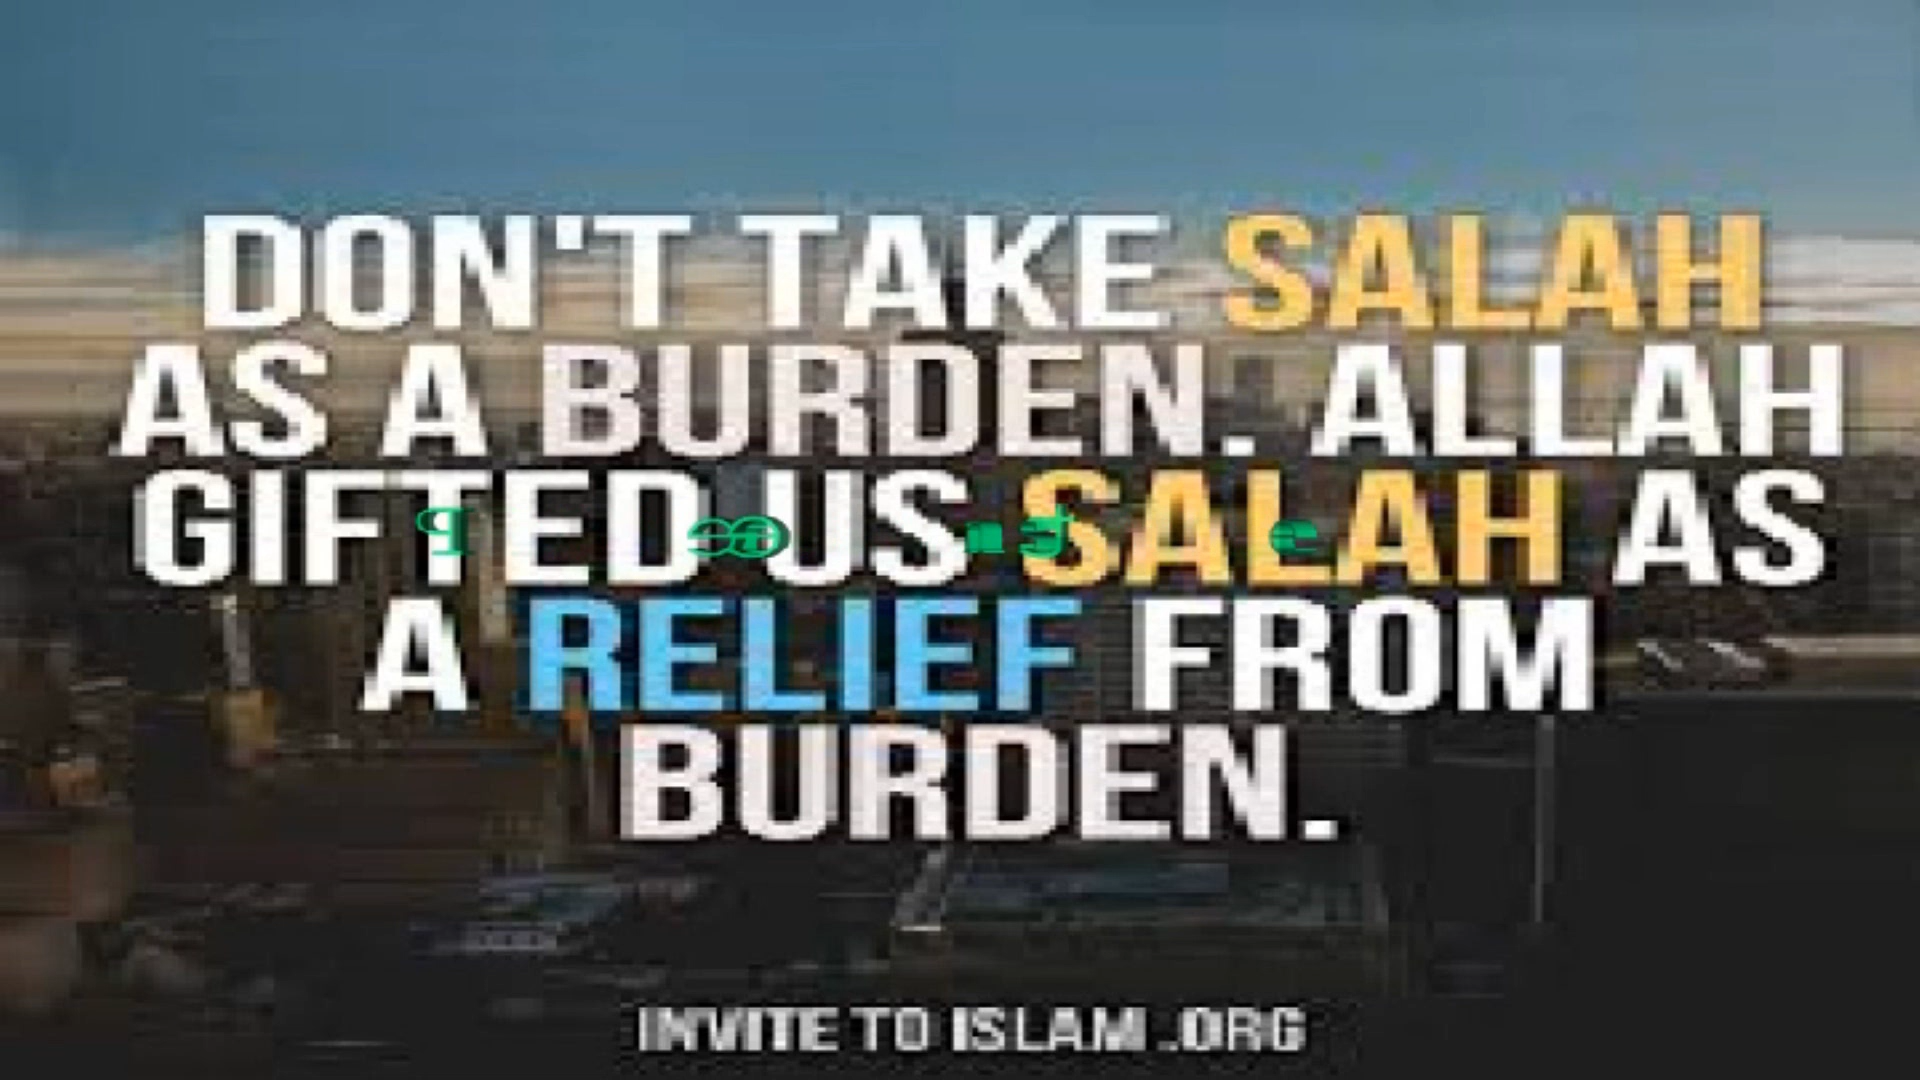 DON'T TAKE SALAH
AS A BURDEN. ALLAH
GIFTED US SALAH AS
A RELIEF FROM
BURDEN.
INVITE TO ISLAM .ORG